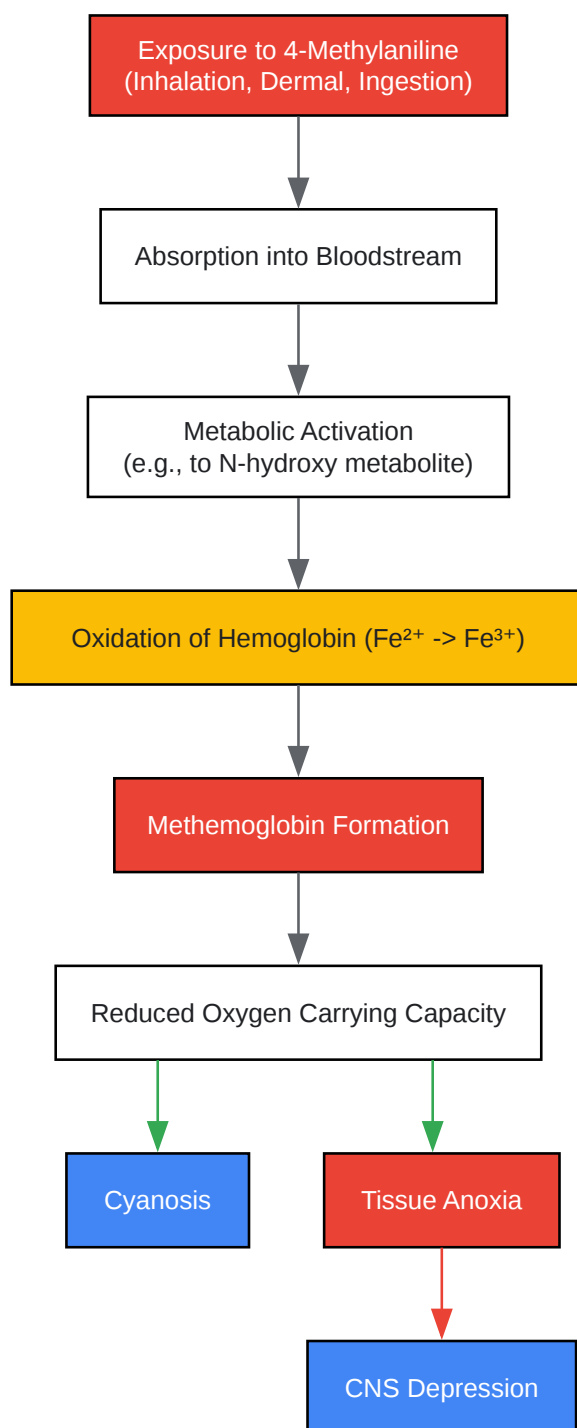 Exposure to 4-Methylaniline
(Inhalation, Dermal, Ingestion)
Absorption into Bloodstream
Metabolic Activation
(e.g., to N-hydroxy metabolite)
Oxidation of Hemoglobin (Fe²⁺ -> Fe³⁺)
Methemoglobin Formation
Reduced Oxygen Carrying Capacity
Cyanosis
Tissue Anoxia
CNS Depression